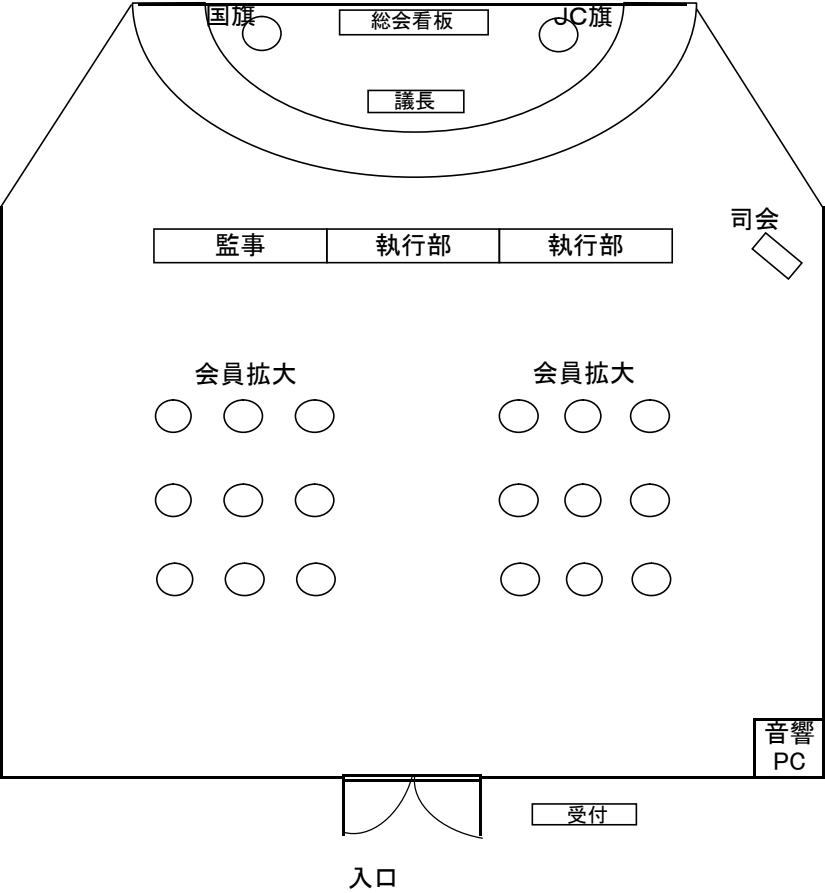 国旗
総会看板
JC旗
議長
司会
監事
執行部
執行部
会員拡大
会員拡大
音響
PC
受付
入口